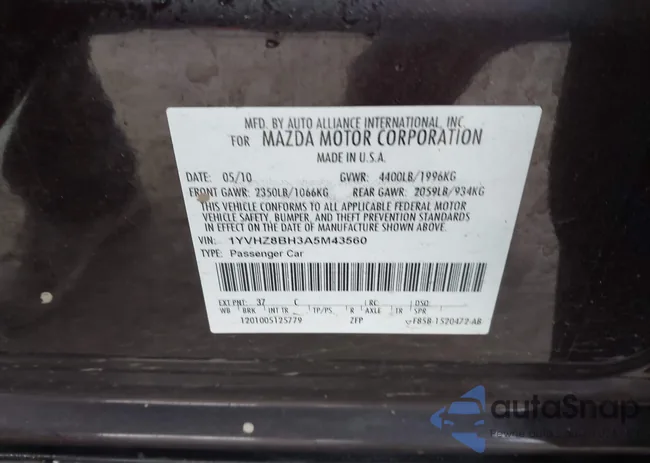 MFD. BY AUTO ALLIANCE INTERNATIONAL, INC.
FOR MAZDA MOTOR CORPORATION
MADE IN U.S.A.
DATE: 05/10 GVWR: 4400LB/1996KG
FRONT GAWR: 2350LB/1066KG REAR GAWR: 2059LB/934KG
THIS VEHICLE CONFORMS TO ALL APPLICABLE FEDERAL MOTOR
VEHICLE SAFETY, BUMPER, AND THEFT PREVENTION STANDARDS
IN EFFECT ON THE DATE OF MANUFACTURE SHOWN ABOVE.
VIN: 1YVHZ8BH3A5M43560
TYPE: Passenger Car
EXT PNT: 37 C RC: DSO:
WB BRK INT TR TP/PS R AXLE TR SPR
1201005125779 ZFP F85B-1520472-AB
autoSnap